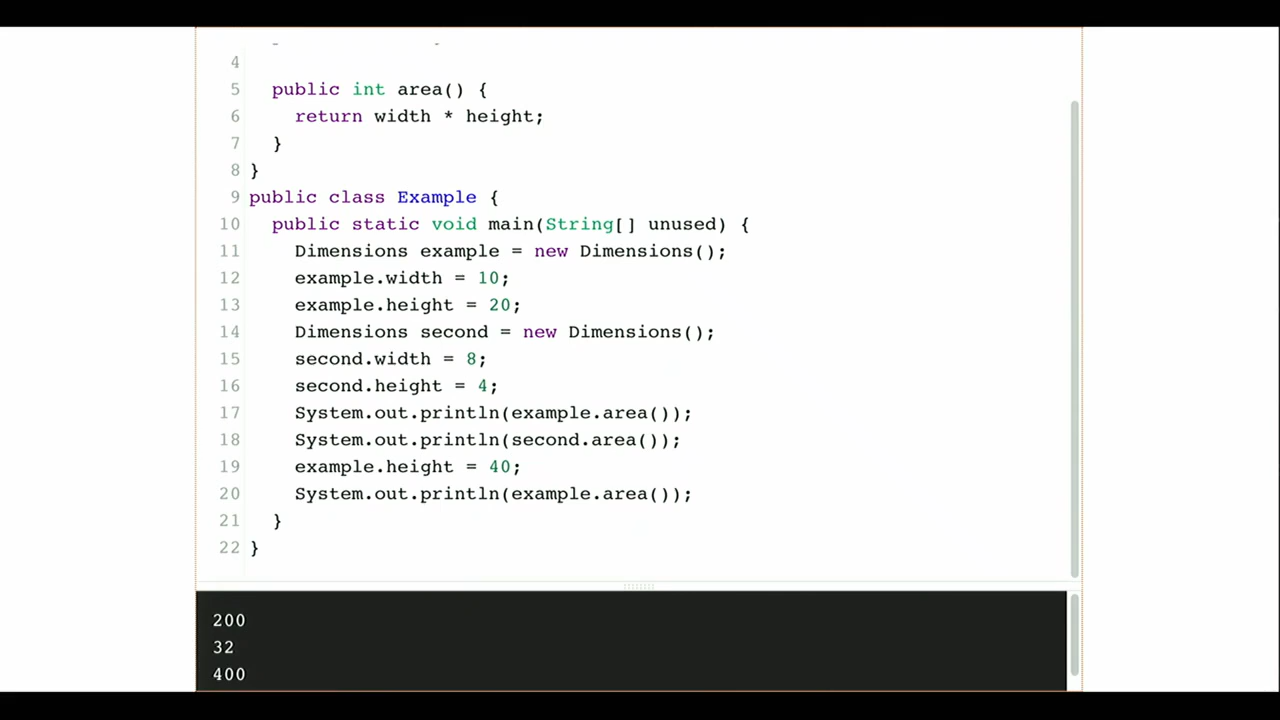 4
5 public int area() {
6 return width * height;
7 }
8 }
9 public class Example {
10 public static void main(String[] unused) {
11 Dimensions example = new Dimensions();
12 example.width = 10;
13 example.height = 20;
14 Dimensions second = new Dimensions();
15 second.width = 8;
16 second.height = 4;
17 System.out.println(example.area());
18 System.out.println(second.area());
19 example.height = 40;
20 System.out.println(example.area());
21 }
22 }
200
32
400